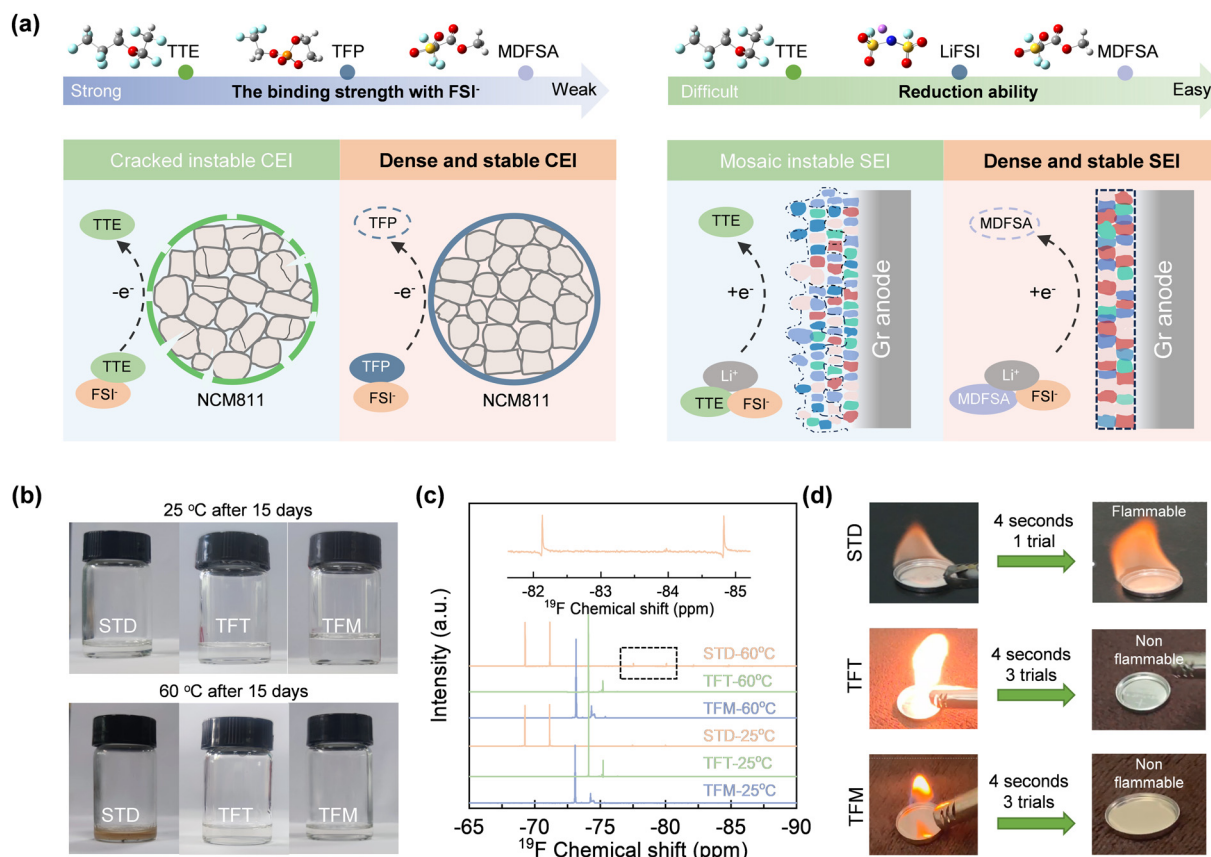 (a)
TTE
TFP
MDFSA
Strong
The binding strength with FSI-
Weak
TTE
LiFSI
MDFSA
Difficult
Reduction ability
Easy
Cracked instable CEI
Dense and stable CEI
TTE
-e-
TTE
FSI-
NCM811
TFP
-e-
TFP
FSI-
NCM811
Mosaic instable SEI
Dense and stable SEI
TTE
+e-
Li+
TTE
FSI-
Gr anode
MDFSA
+e-
Li+
MDFSA
FSI-
Gr anode
(b)
25 °C after 15 days
STD
TFT
TFM
60 °C after 15 days
STD
TFT
TFM
(c)
Intensity (a.u.)
-82
-83
-84
-85
19F Chemical shift (ppm)
STD-60°C
TFT-60°C
TFM-60°C
STD-25°C
TFT-25°C
TFM-25°C
-65
-70
-75
-80
-85
-90
19F Chemical shift (ppm)
(d)
STD
4 seconds
1 trial
Flammable
TFT
4 seconds
3 trials
Non
flammable
TFM
4 seconds
3 trials
Non
flammable